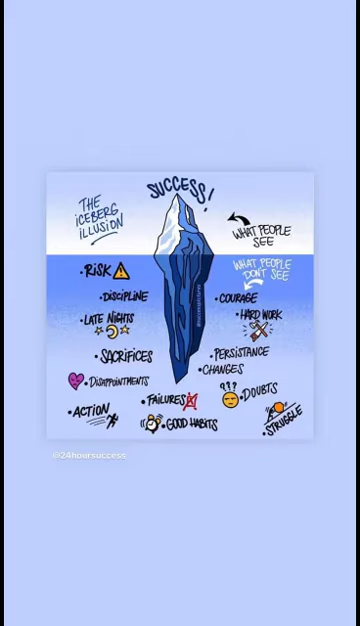 SUCCESS!
THE
ICEBERG
ILLUSION
WHAT PEOPLE
SEE
WHAT PEOPLE
DON'T SEE
• RISK
• DISCIPLINE
• COURAGE
• LATE NIGHTS
• HARD WORK
• SACRIFICES
• PERSISTANCE
• CHANGES
• DISAPPOINTMENTS
???
• DOUBTS
• FAILURES
• ACTION
• GOOD HABITS
• STRUGGLE
@successpictures
@24hoursuccess